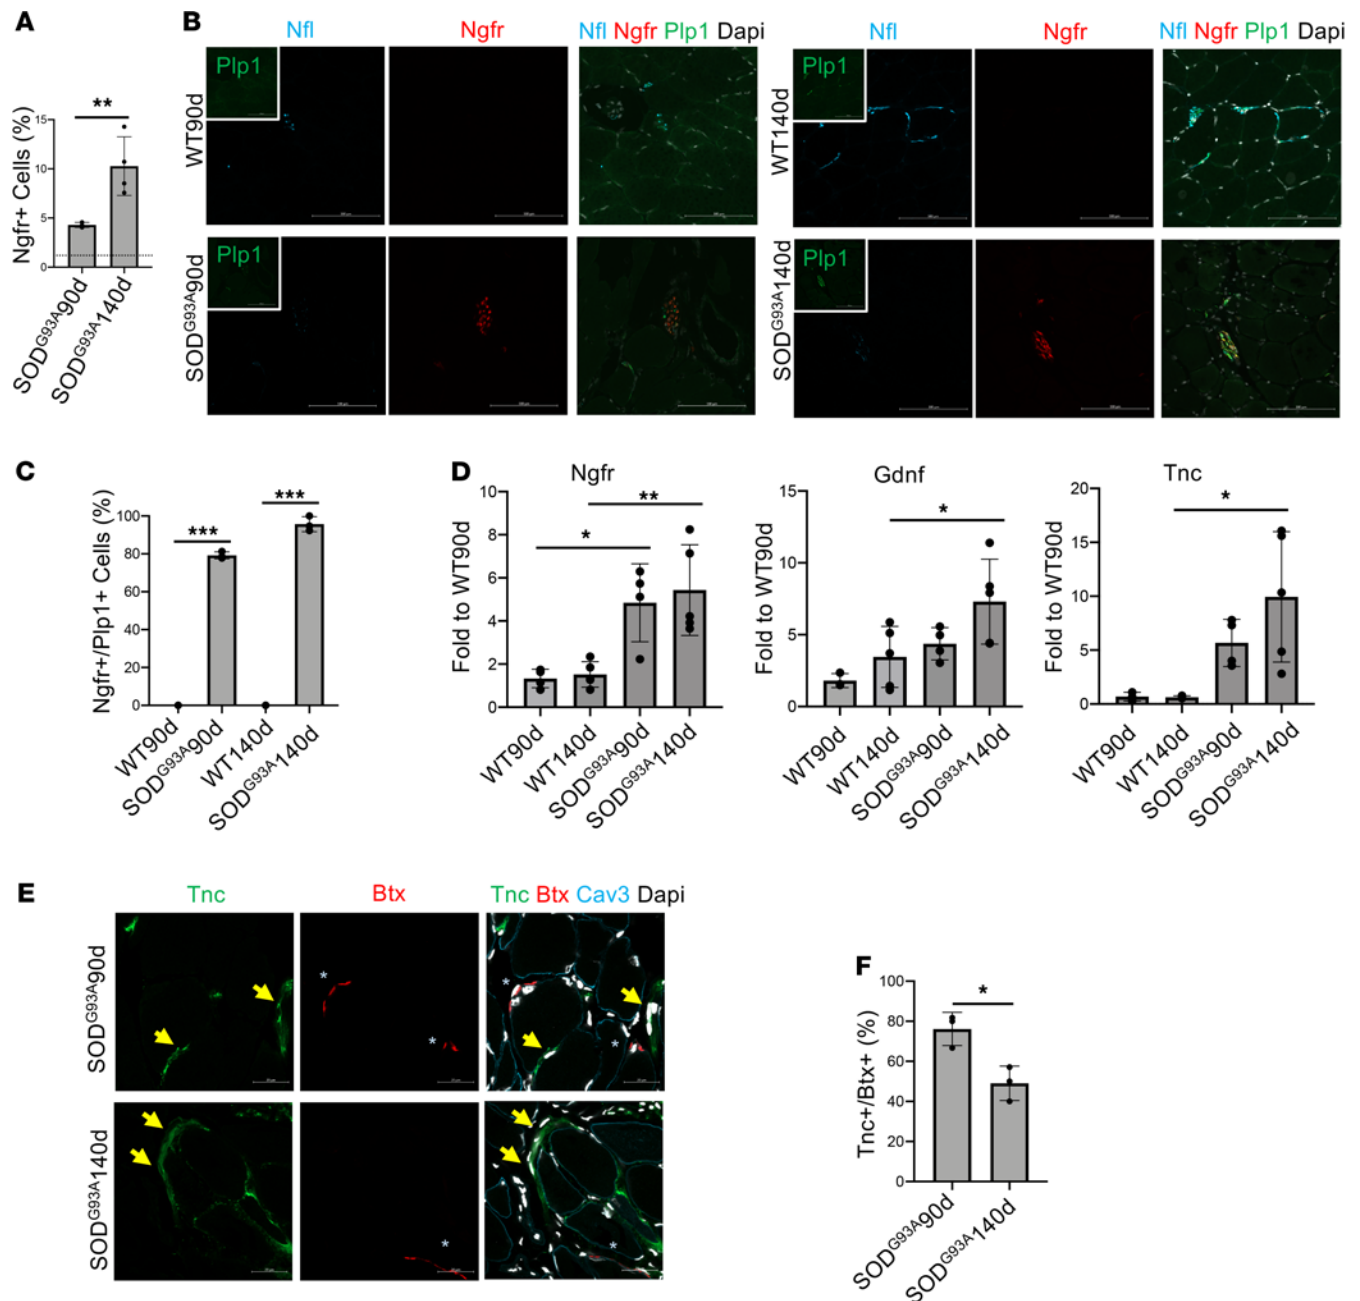 A
Ngfr+ Cells (%)
**
15
10
5
0
SODG93A90d
SODG93A140d
B
Nfl
Ngfr
Nfl Ngfr Plp1 Dapi
Nfl
Ngfr
Nfl Ngfr Plp1 Dapi
WT90d
Plp1
WT140d
Plp1
SODG93A90d
Plp1
SODG93A140d
Plp1
C
Ngfr+/Plp1+ Cells (%)
***
***
100
80
60
40
20
0
WT90d
SODG93A90d
WT140d
SODG93A140d
D
Ngfr
Fold to WT90d
**
*
10
8
6
4
2
0
WT90d
WT140d
SODG93A90d
SODG93A140d
Gdnf
Fold to WT90d
*
15
10
5
0
WT90d
WT140d
SODG93A90d
SODG93A140d
Tnc
Fold to WT90d
*
20
15
10
5
0
WT90d
WT140d
SODG93A90d
SODG93A140d
E
Tnc
Btx
Tnc Btx Cav3 Dapi
SODG93A90d
*
*
*
*
SODG93A140d
*
*
F
Tnc+/Btx+ (%)
*
100
80
60
40
20
0
SODG93A90d
SODG93A140d